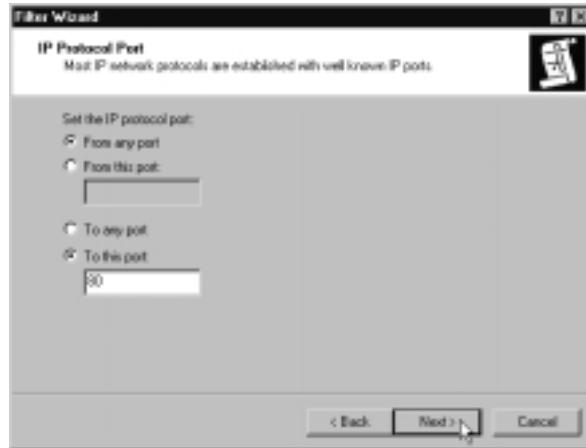 Filter Wizard
IP Protocol Port
Most IP network protocols are established with well known IP ports.
Set the IP protocol port:
From any port
From this port:
To any port
To this port:
80
< Back
Next >
Cancel